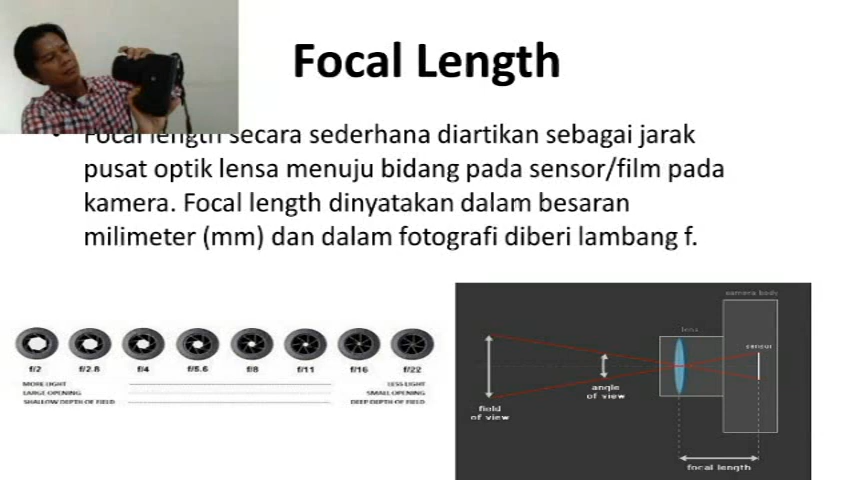 Focal Length
• Focal length secara sederhana diartikan sebagai jarak
pusat optik lensa menuju bidang pada sensor/film pada
kamera. Focal length dinyatakan dalam besaran
milimeter (mm) dan dalam fotografi diberi lambang f.
f/2 f/2.8 f/4 f/5.6 f/8 f/11 f/16 f/22
MORE LIGHT LESS LIGHT
LARGE OPENING SMALL OPENING
SHALLOW DEPTH OF FIELD DEEP DEPTH OF FIELD
camera body
lens
sensor
angle
of view
field
of view
focal length